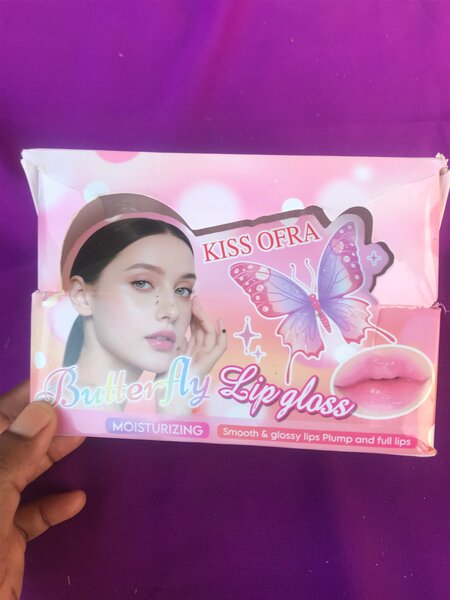 KISS OFRA
Butterfly Lip gloss
MOISTURIZING
Smooth & glossy lips Plump and full lips